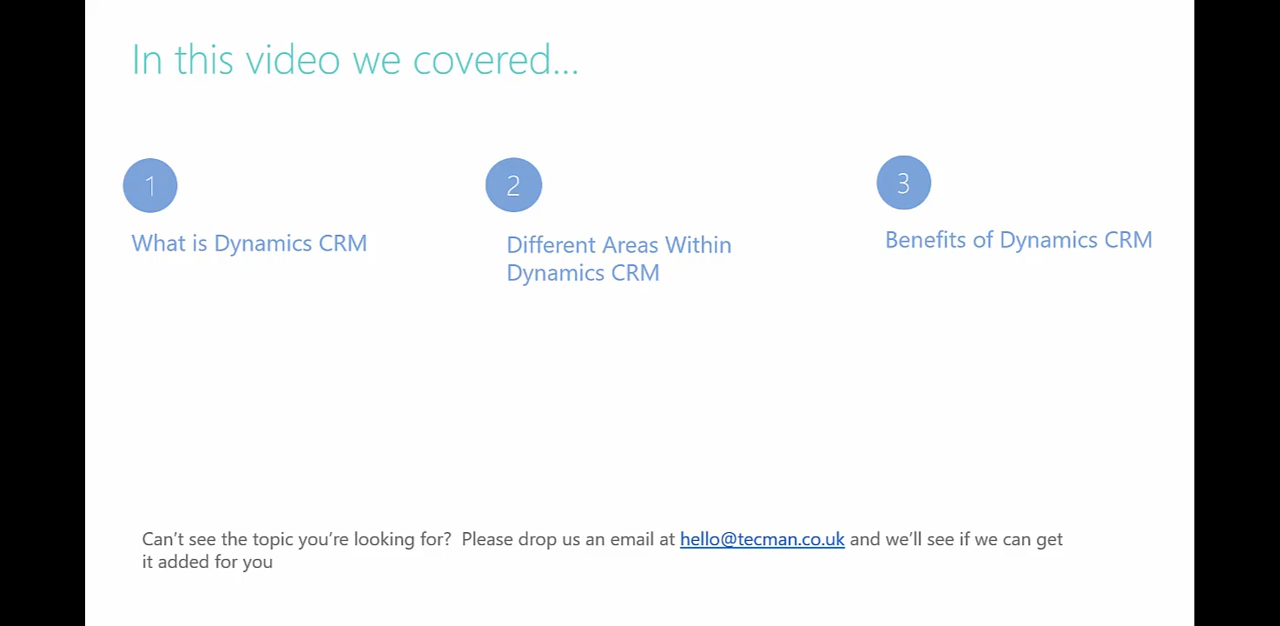 In this video we covered...
1
What is Dynamics CRM
2
Different Areas Within
Dynamics CRM
3
Benefits of Dynamics CRM
Can't see the topic you're looking for?  Please drop us an email at hello@tecman.co.uk and we'll see if we can get
it added for you